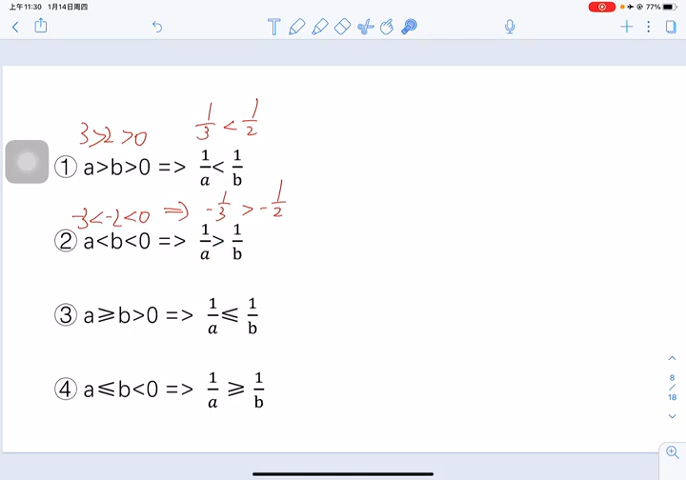 上午11:30 1月14日周四 77%
3>2>0 1/3 < 1/2
① a>b>0 => 1/a < 1/b
-3<-2<0 => -1/3 > -1/2
② a<b<0 => 1/a > 1/b
③ a≥b>0 => 1/a ≤ 1/b
④ a≤b<0 => 1/a ≥ 1/b
8
/
18